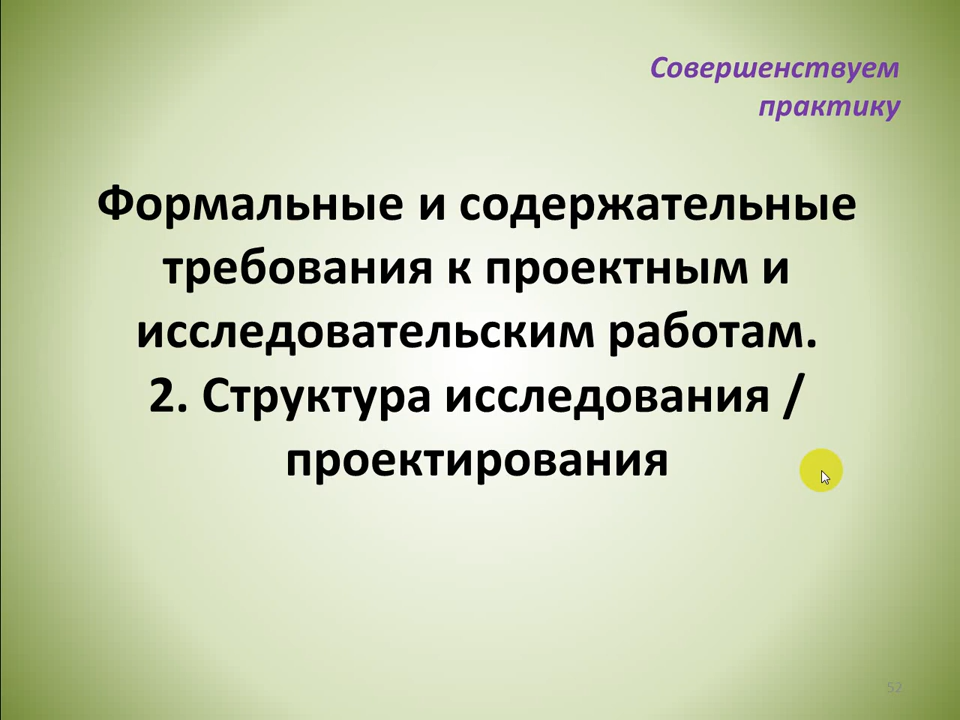 Совершенствуем
практику
Формальные и содержательные
требования к проектным и
исследовательским работам.
2. Структура исследования /
проектирования
52